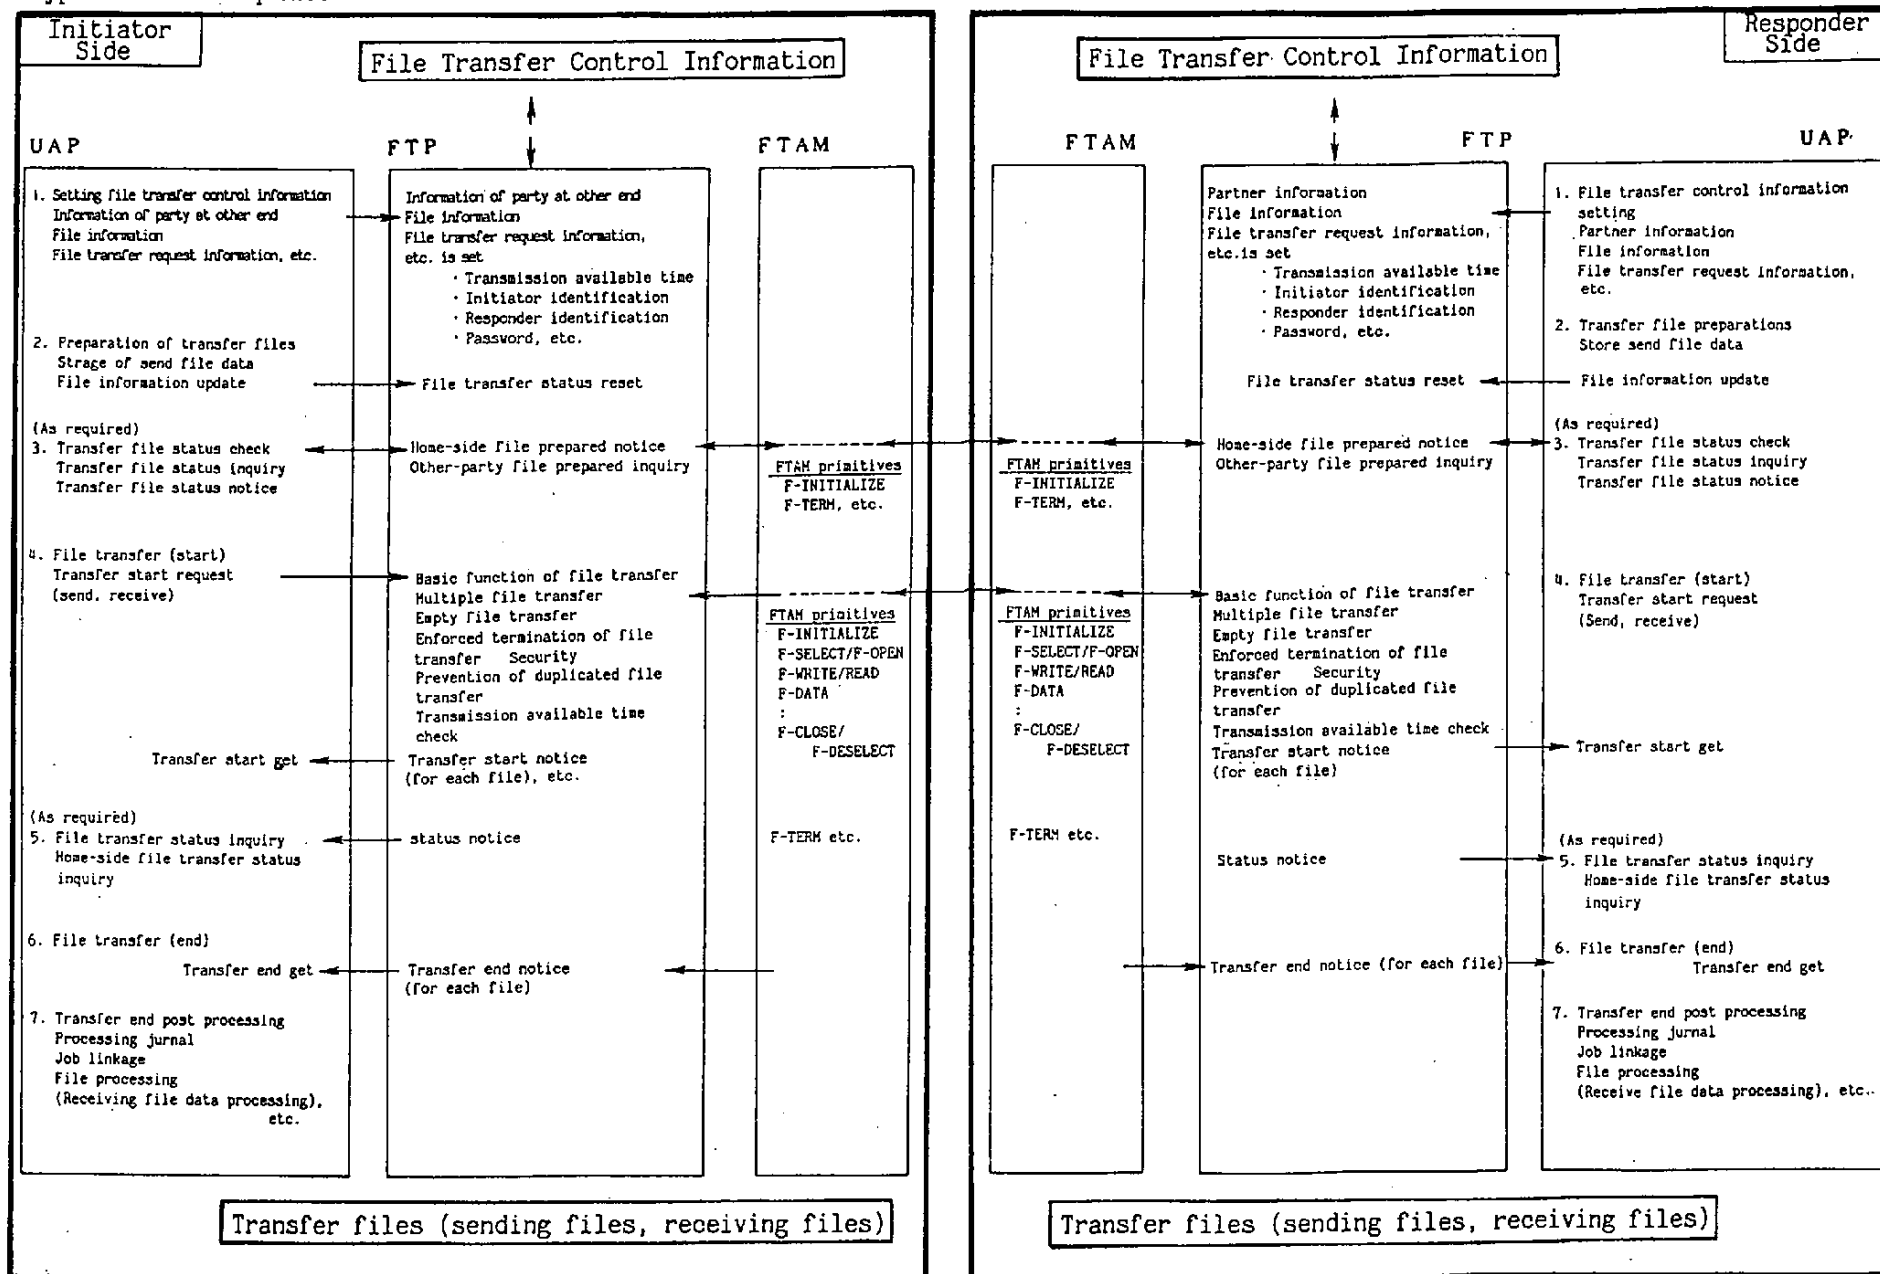 Initiator
Side
File Transfer Control Information
UAP
FTP
FTAM
1. Setting file transfer control information
Information of party at other end
File information
File transfer request information, etc.
2. Preparation of transfer files
Strage of send file data
File information update
(As required)
3. Transfer file status check
Transfer file status inquiry
Transfer file status notice
4. File transfer (start)
Transfer start request
(send, receive)
Transfer start get
(As required)
5. File transfer status inquiry
Home-side file transfer status
inquiry
6. File transfer (end)
Transfer end get
7. Transfer end post processing
Processing jurnal
Job linkage
File processing
(Receiving file data processing),
etc.
Information of party at other end
File information
File transfer request information,
etc. is set
· Transmission available time
· Initiator identification
· Responder identification
· Password, etc.
File transfer status reset
Home-side file prepared notice
Other-party file prepared inquiry
Basic function of file transfer
Multiple file transfer
Empty file transfer
Enforced termination of file
transfer Security
Prevention of duplicated file
transfer
Transmission available time
check
Transfer start notice
(for each file), etc.
status notice
Transfer end notice
(for each file)
FTAM primitives
F-INITIALIZE
F-TERM, etc.
FTAM primitives
F-INITIALIZE
F-SELECT/F-OPEN
F-WRITE/READ
F-DATA
:
F-CLOSE/
F-DESELECT
F-TERM etc.
Transfer files (sending files, receiving files)
Responder
Side
File Transfer Control Information
FTAM
FTP
UAP
FTAM primitives
F-INITIALIZE
F-TERM, etc.
FTAM primitives
F-INITIALIZE
F-SELECT/F-OPEN
F-WRITE/READ
F-DATA
:
F-CLOSE/
F-DESELECT
F-TERM etc.
Partner information
File information
File transfer request information,
etc.is set
· Transmission available time
· Initiator identification
· Responder identification
· Password, etc.
File transfer status reset
Home-side file prepared notice
Other-party file prepared inquiry
Basic function of file transfer
Multiple file transfer
Empty file transfer
Enforced termination of file
transfer Security
Prevention of duplicated file
transfer
Transmission available time check
Transfer start notice
(for each file)
Status notice
Transfer end notice (for each file)
1. File transfer control information
setting
Partner information
File information
File transfer request information,
etc.
2. Transfer file preparations
Store send file data
File information update
(As required)
3. Transfer file status check
Transfer file status inquiry
Transfer file status notice
4. File transfer (start)
Transfer start request
(Send, receive)
Transfer start get
(As required)
5. File transfer status inquiry
Home-side file transfer status
inquiry
6. File transfer (end)
Transfer end get
7. Transfer end post processing
Processing jurnal
Job linkage
File processing
(Receive file data processing), etc..
Transfer files (sending files, receiving files)